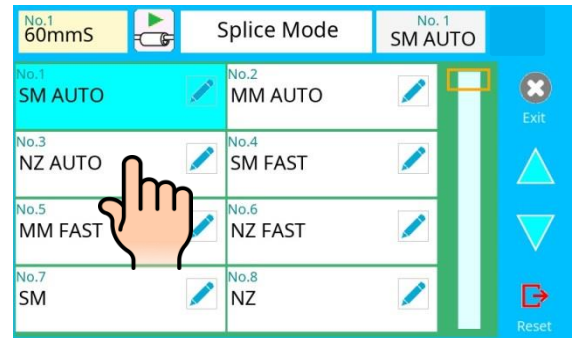 No.1
60mmS
Splice Mode
No. 1
SM AUTO
No.1
SM AUTO
No.2
MM AUTO
Exit
No.3
NZ AUTO
No.4
SM FAST
No.5
MM FAST
No.6
NZ FAST
No.7
SM
No.8
NZ
Reset